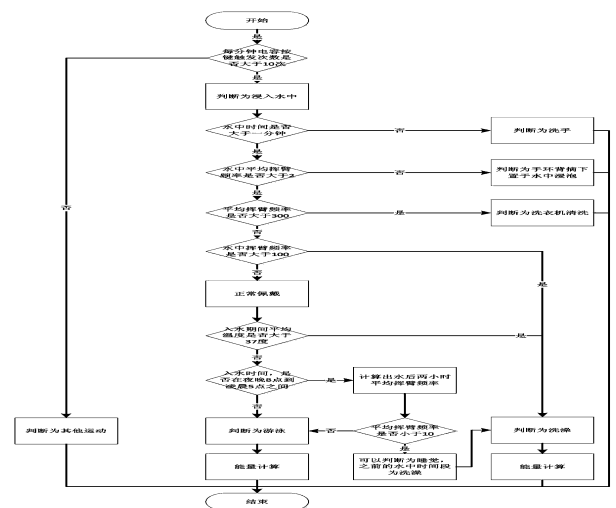 开始
是
每分钟电容按
键触发次数是
否大于10次
是
判断为浸入水中
水中时间是否
大于一分钟
否
判断为洗手
是
水中平均挥臂
频率是否大于2
否
判断为手环背摘下
置于水中浸泡
是
平均挥臂频率
是否大于300
是
判断为洗衣机清洗
否
否
水中挥臂频率
是否大于100
是
否
正常佩戴
入水期间平均
温度是否大于
37度
是
否
入水时间，是
否在夜晚8点到
凌晨5点之间
是
计算出水后两小时
平均挥臂频率
否
判断为其他运动
判断为游泳
否
平均挥臂频率
是否小于10
判断为洗澡
是
能量计算
可以判断为睡觉，
之前的水中时间段
为洗澡
能量计算
结束